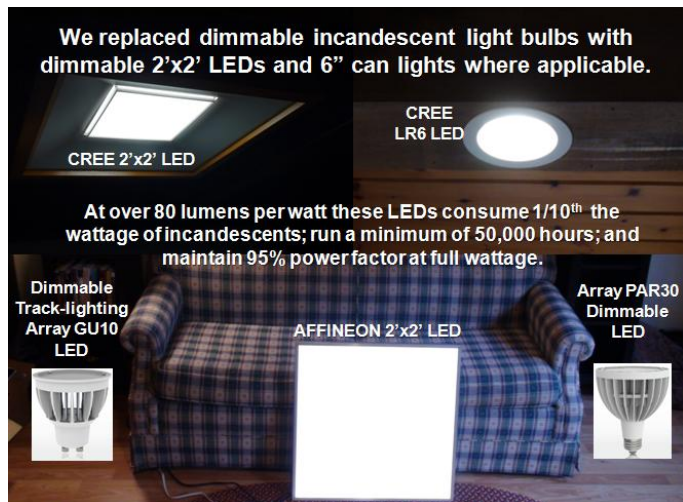 We replaced dimmable incandescent light bulbs with
dimmable 2'x2' LEDs and 6” can lights where applicable.
CREE 2'x2' LED
CREE
LR6 LED
At over 80 lumens per watt these LEDs consume 1/10th the
wattage of incandescents; run a minimum of 50,000 hours; and
maintain 95% power factor at full wattage.
Dimmable
Track-lighting
Array GU10
LED
AFFINEON 2'x2' LED
Array PAR30
Dimmable
LED